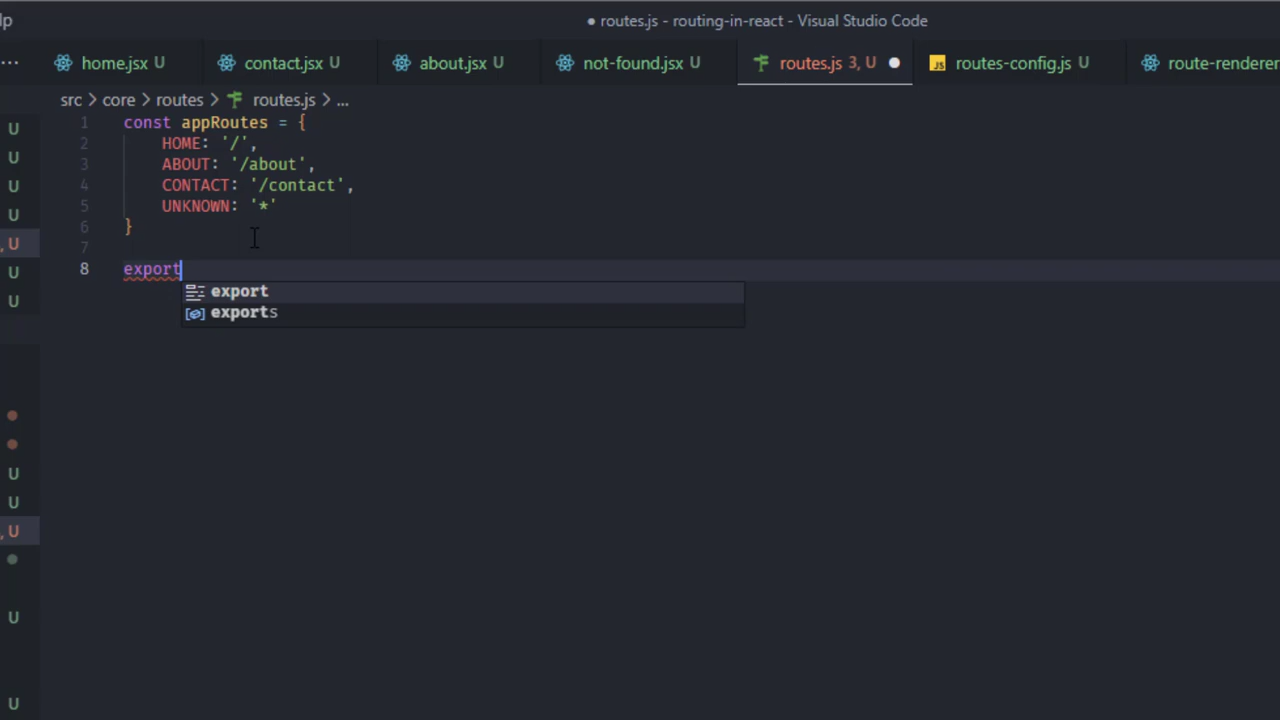 lp
● routes.js - routing-in-react - Visual Studio Code
... home.jsx U contact.jsx U about.jsx U not-found.jsx U routes.js 3, U ● JS routes-config.js U route-renderer
src > core > routes > routes.js > ...
1 const appRoutes = {
2 HOME: '/',
3 ABOUT: '/about',
4 CONTACT: '/contact',
5 UNKNOWN: '*'
6 }
7
8 export
export
exports
U
U
U
U
, U
U
U
U
U
, U
U
U